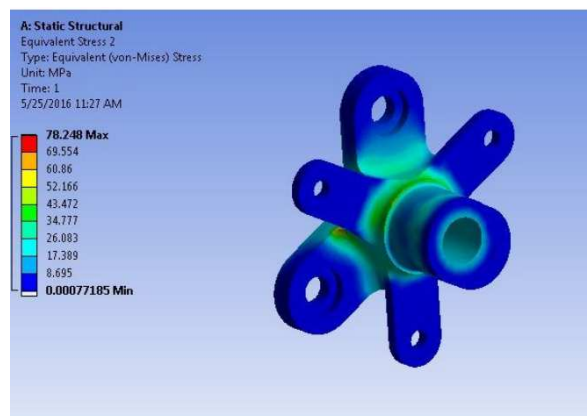 A: Static Structural
Equivalent Stress 2
Type: Equivalent (von-Mises) Stress
Unit: MPa
Time: 1
5/25/2016 11:27 AM
78.248 Max
69.554
60.86
52.166
43.472
34.777
26.083
17.389
8.695
0.00077185 Min